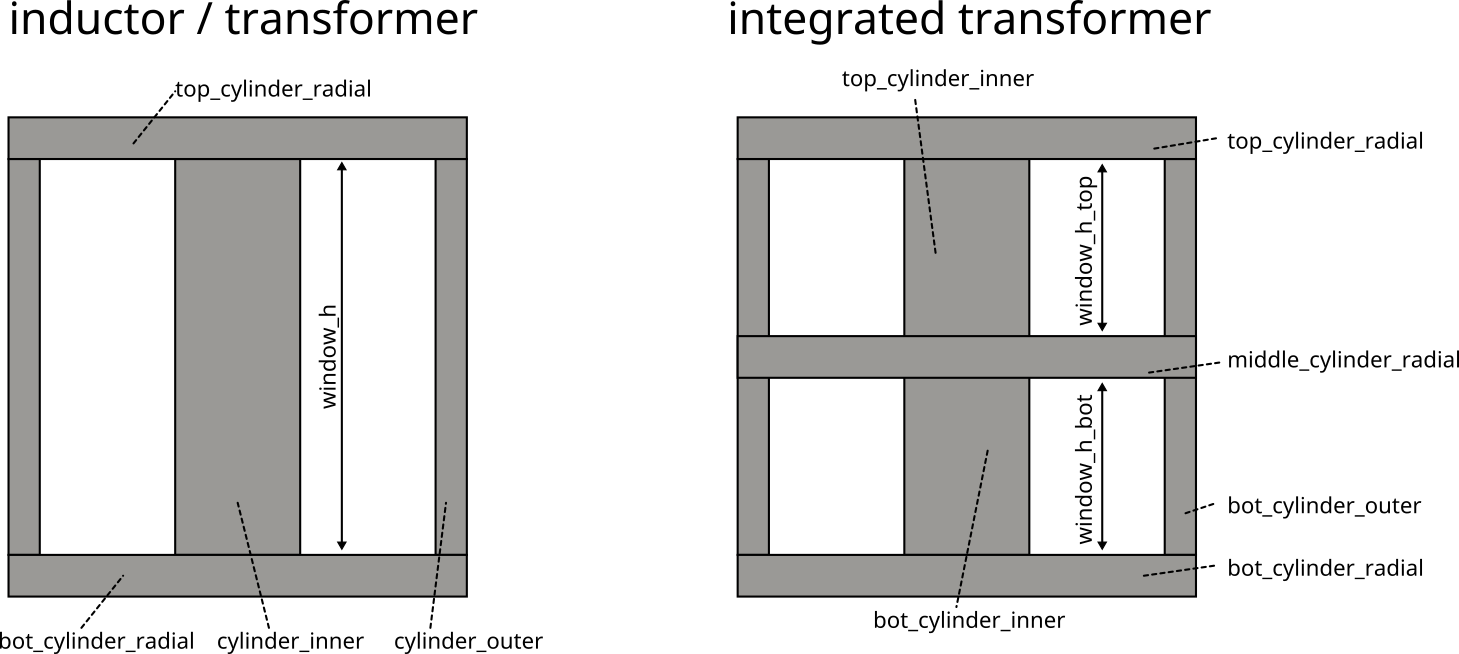 inductor / transformer
top_cylinder_radial
window_h
bot_cylinder_radial
cylinder_inner
cylinder_outer
integrated transformer
top_cylinder_inner
top_cylinder_radial
window_h_top
middle_cylinder_radial
window_h_bot
bot_cylinder_outer
bot_cylinder_radial
bot_cylinder_inner